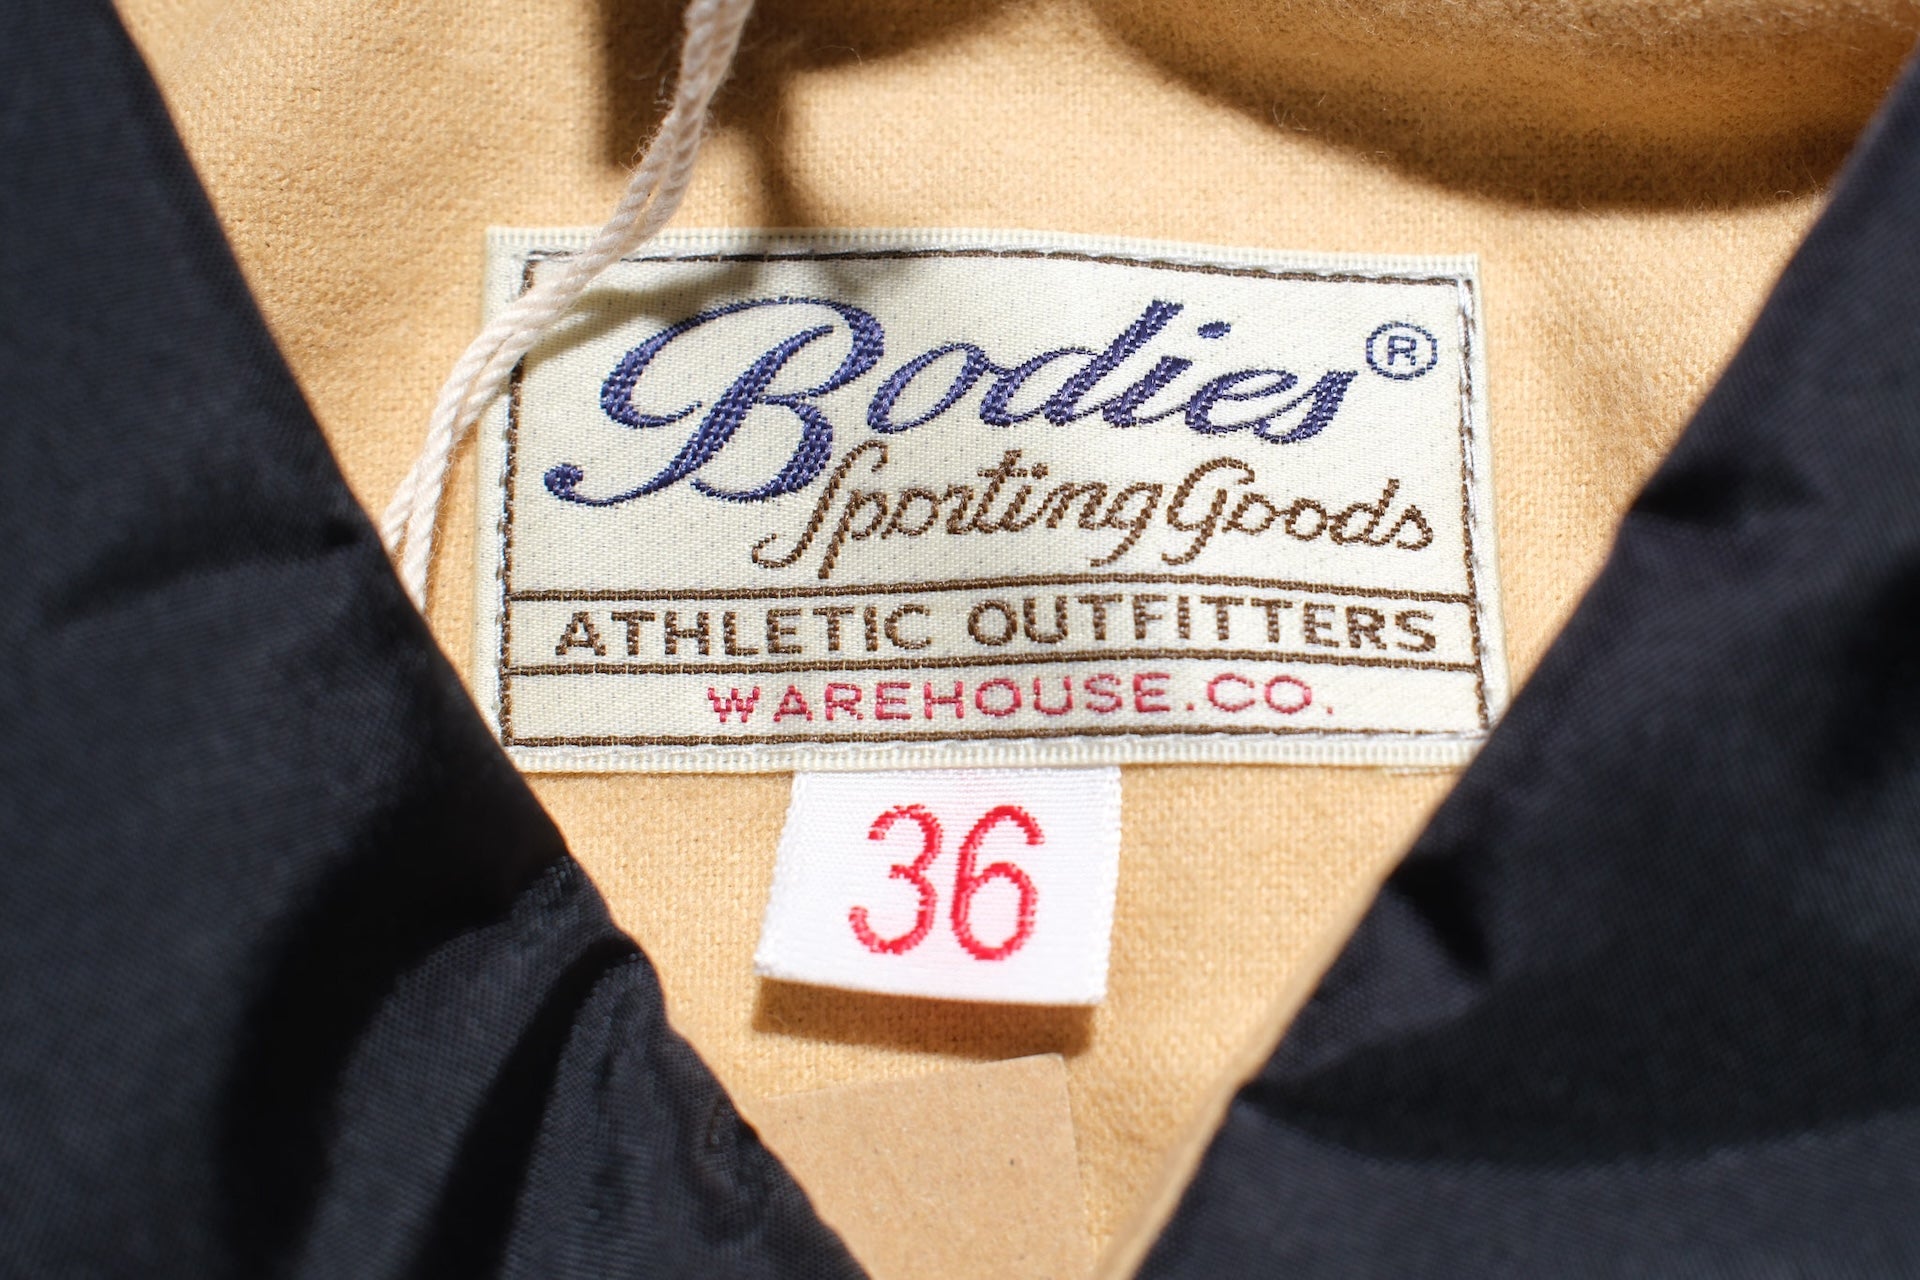 Bodies®
Sporting Goods
ATHLETIC OUTFITTERS
WAREHOUSE.CO.
36